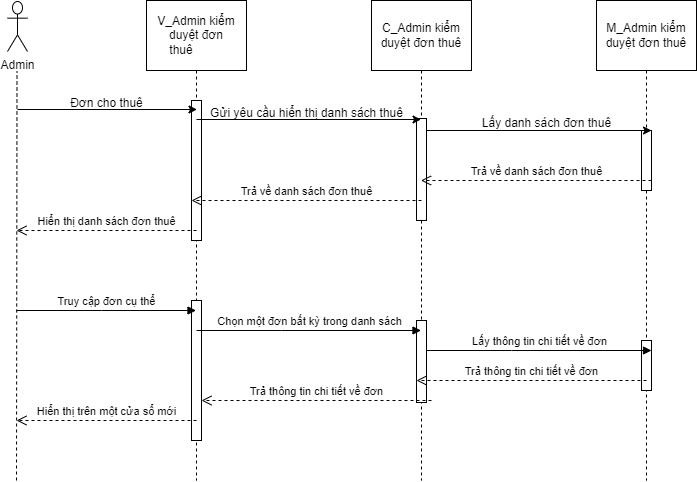 V_Admin kiểm
duyệt đơn
thuê
C_Admin kiểm
duyệt đơn thuê
M_Admin kiểm
duyệt đơn thuê
Admin
Đơn cho thuê
Gửi yêu cầu hiển thị danh sách thuê
Lấy danh sách đơn thuê
Trả về danh sách đơn thuê
Trả về danh sách đơn thuê
Hiển thị danh sách đơn thuê
Truy cập đơn cụ thể
Chọn một đơn bất kỳ trong danh sách
Lấy thông tin chi tiết về đơn
Trả thông tin chi tiết về đơn
Trả thông tin chi tiết về đơn
Hiển thị trên một cửa sổ mới